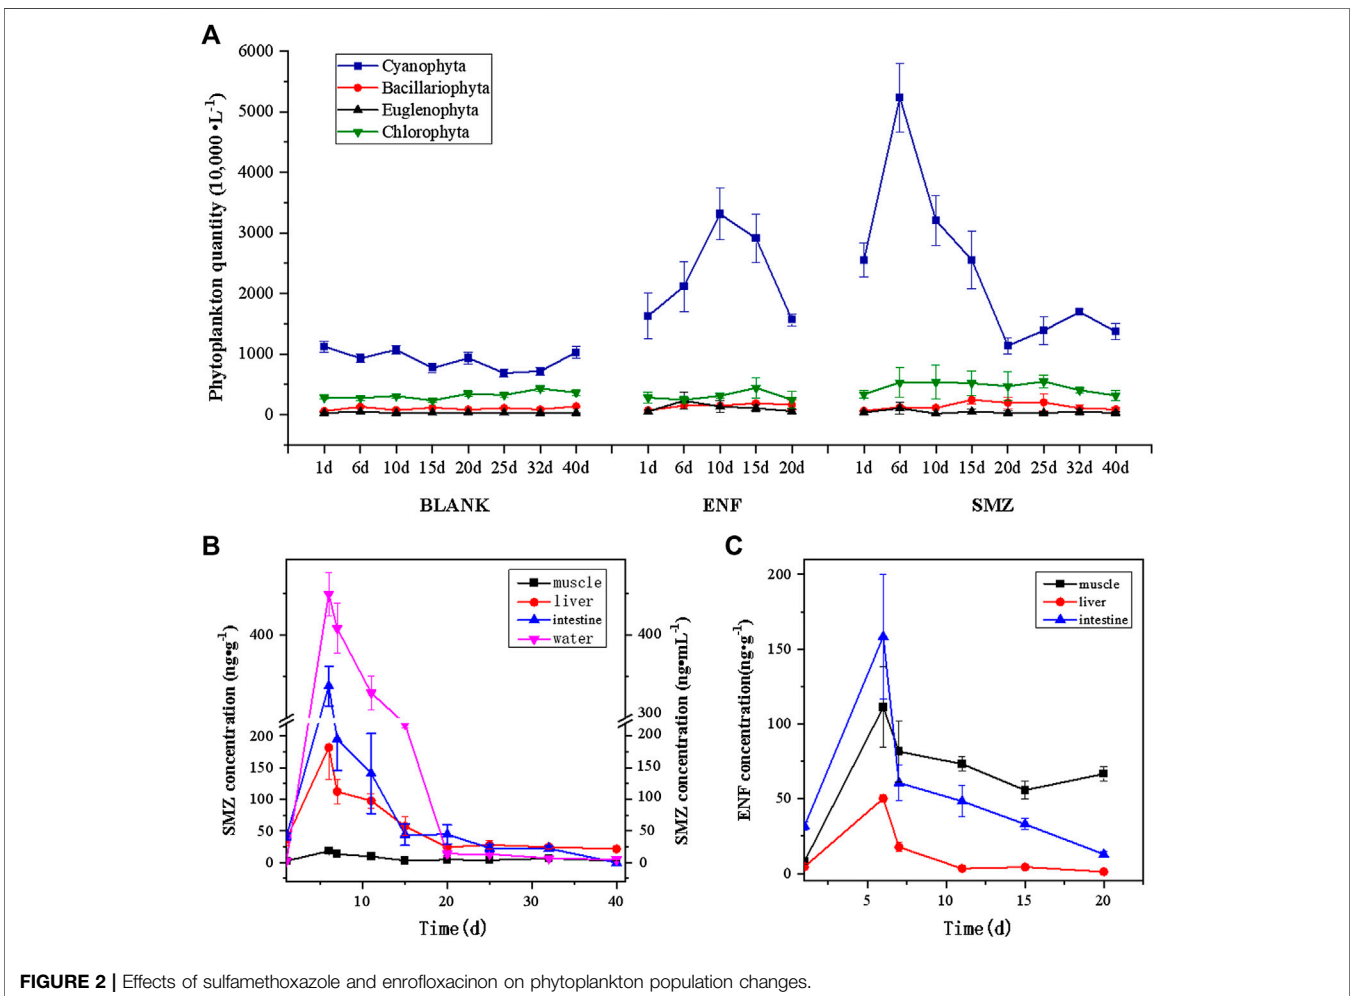 A
6000
5000
4000
3000
2000
1000
0
Phytoplankton quantity (10,000 •L-1)
Cyanophyta
Bacillariophyta
Euglenophyta
Chlorophyta
1d 6d 10d 15d 20d 25d 32d 40d 1d 6d 10d 15d 20d 1d 6d 10d 15d 20d 25d 32d 40d
BLANK ENF SMZ
B
400
200
150
100
50
0
SMZ concentration (ng•g-1)
muscle
liver
intestine
water
400
300
200
150
100
50
0
SMZ concentration (ng•mL-1)
10 20 30 40
Time(d)
C
200
150
100
50
0
ENF concentration(ng•g-1)
muscle
liver
intestine
5 10 15 20
Time(d)
FIGURE 2 | Effects of sulfamethoxazole and enrofloxacinon on phytoplankton population changes.